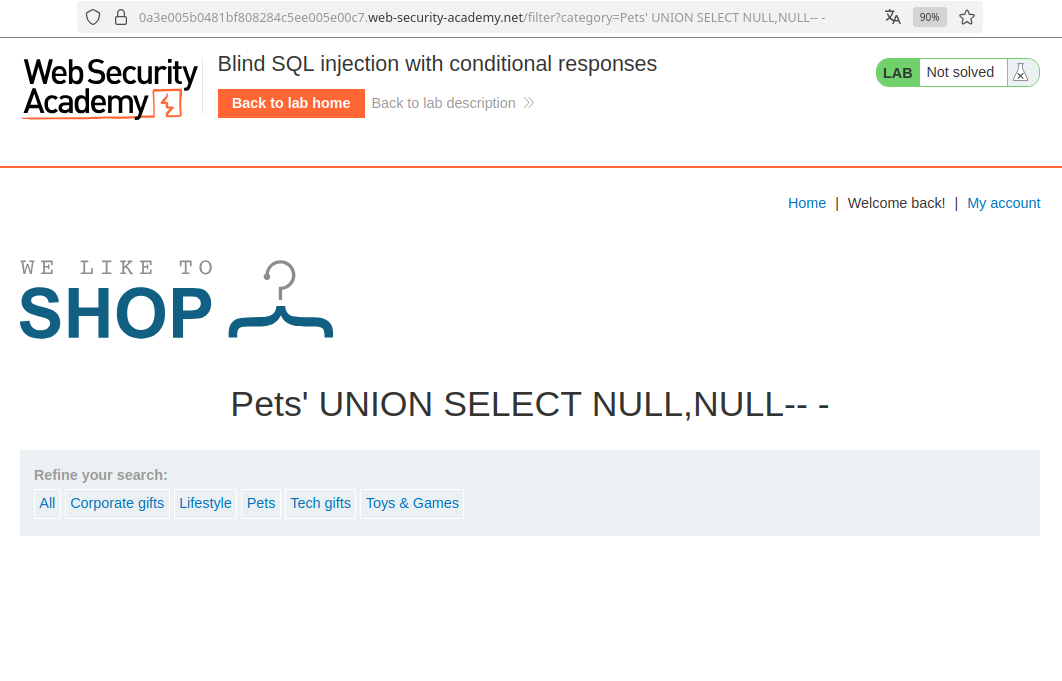 0a3e005b0481bf808284c5ee005e00c7.web-security-academy.net/filter?category=Pets' UNION SELECT NULL,NULL-- -
90%
Web Security
Academy
Blind SQL injection with conditional responses
Back to lab home
Back to lab description
LAB
Not solved
Home | Welcome back! | My account
WE LIKE TO
SHOP
Pets' UNION SELECT NULL,NULL-- -
Refine your search:
All
Corporate gifts
Lifestyle
Pets
Tech gifts
Toys & Games